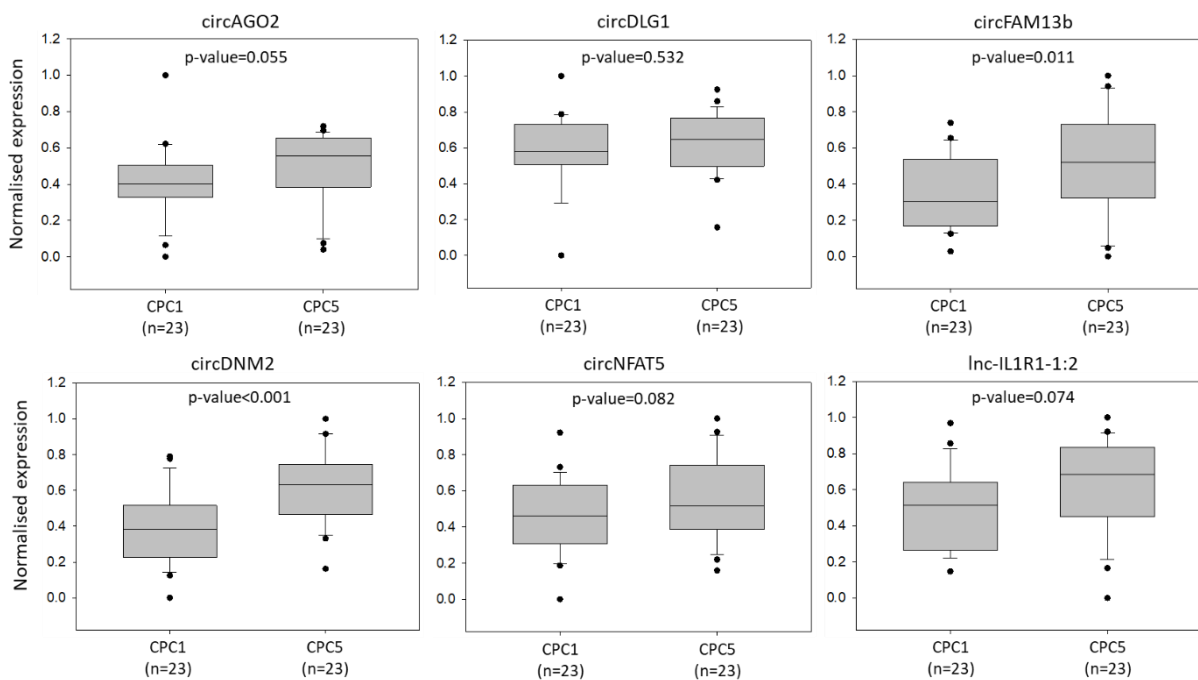 circAGO2
circDLG1
circFAM13b
1.2
1.0
0.8
0.6
0.4
0.2
0.0
Normalised expression
p-value=0.055
CPC1
(n=23)
CPC5
(n=23)
1.2
1.0
0.8
0.6
0.4
0.2
0.0
p-value=0.532
CPC1
(n=23)
CPC5
(n=23)
1.2
1.0
0.8
0.6
0.4
0.2
0.0
p-value=0.011
CPC1
(n=23)
CPC5
(n=23)
circDNM2
circNFAT5
lnc-IL1R1-1:2
1.2
1.0
0.8
0.6
0.4
0.2
0.0
Normalised expression
p-value<0.001
CPC1
(n=23)
CPC5
(n=23)
1.2
1.0
0.8
0.6
0.4
0.2
0.0
p-value=0.082
CPC1
(n=23)
CPC5
(n=23)
1.2
1.0
0.8
0.6
0.4
0.2
0.0
p-value=0.074
CPC1
(n=23)
CPC5
(n=23)